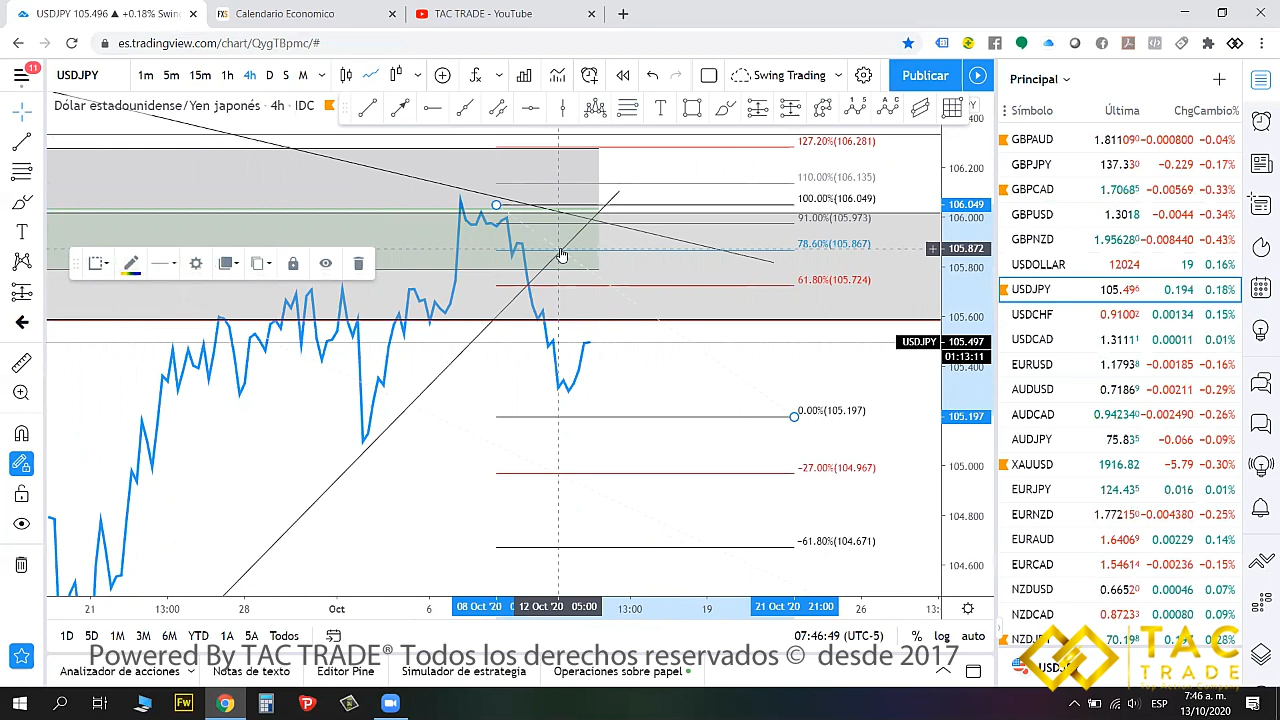 USDJPY 105.496 ▲ +0.18% Swing
Calendario Economico
TAC TRADE - YouTube
es.tradingview.com/chart/QygTBpmc/#
11
USDJPY
1m 5m 15m 1h 4h D S M
Swing Trading
Publicar
Dólar estadounidense/Yen japonés · 4h · IDC
Principal
Símbolo Última Chg Cambio%
GBPAUD 1.811090 −0.000800 −0.04%
GBPJPY 137.330 −0.229 −0.17%
GBPCAD 1.70685 −0.00569 −0.33%
GBPUSD 1.3018 −0.0044 −0.34%
GBPNZD 1.95628 −0.008440 −0.43%
USDOLLAR 12024 19 0.16%
USDJPY 105.496 0.194 0.18%
USDCHF 0.91002 0.00134 0.15%
USDCAD 1.31111 0.00011 0.01%
EURUSD 1.17938 −0.00185 −0.16%
AUDUSD 0.71869 −0.00211 −0.29%
AUDCAD 0.942340 −0.002490 −0.26%
AUDJPY 75.835 −0.066 −0.09%
XAUUSD 1916.82 −5.79 −0.30%
EURJPY 124.435 0.016 0.01%
EURNZD 1.77215 −0.004380 −0.25%
EURAUD 1.64069 0.00229 0.14%
EURCAD 1.54614 −0.00236 −0.15%
NZDUSD 0.66520 0.00046 0.07%
NZDCAD 0.87233 0.00080 0.09%
70.198
USDJPY
127.20%(106.281)
110.00%(106.135)
100.00%(106.049)
91.00%(105.973)
78.60%(105.867)
61.80%(105.724)
0.00%(105.197)
−27.00%(104.967)
−61.80%(104.671)
106.200
106.049
106.000
105.872
105.800
105.600
USDJPY 105.497
01:13:11
105.400
105.197
105.000
104.800
104.600
21 13:00 28 Oct 6 08 Oct '20 12 Oct '20 05:00 13:00 19 21 Oct '20 21:00 26
1D 5D 1M 3M 6M YTD 1A 5A Todos
07:46:49 (UTC-5) % log auto
Powered By TAC TRADE® Todos los derechos reservados © desde 2017
Analizador de acciones Notas de texto Editor Pine Simulador de estrategia Operaciones sobre papel
TAC
TRADE
Top Action Company
Fw
ESP
7:46 a. m.
13/10/2020